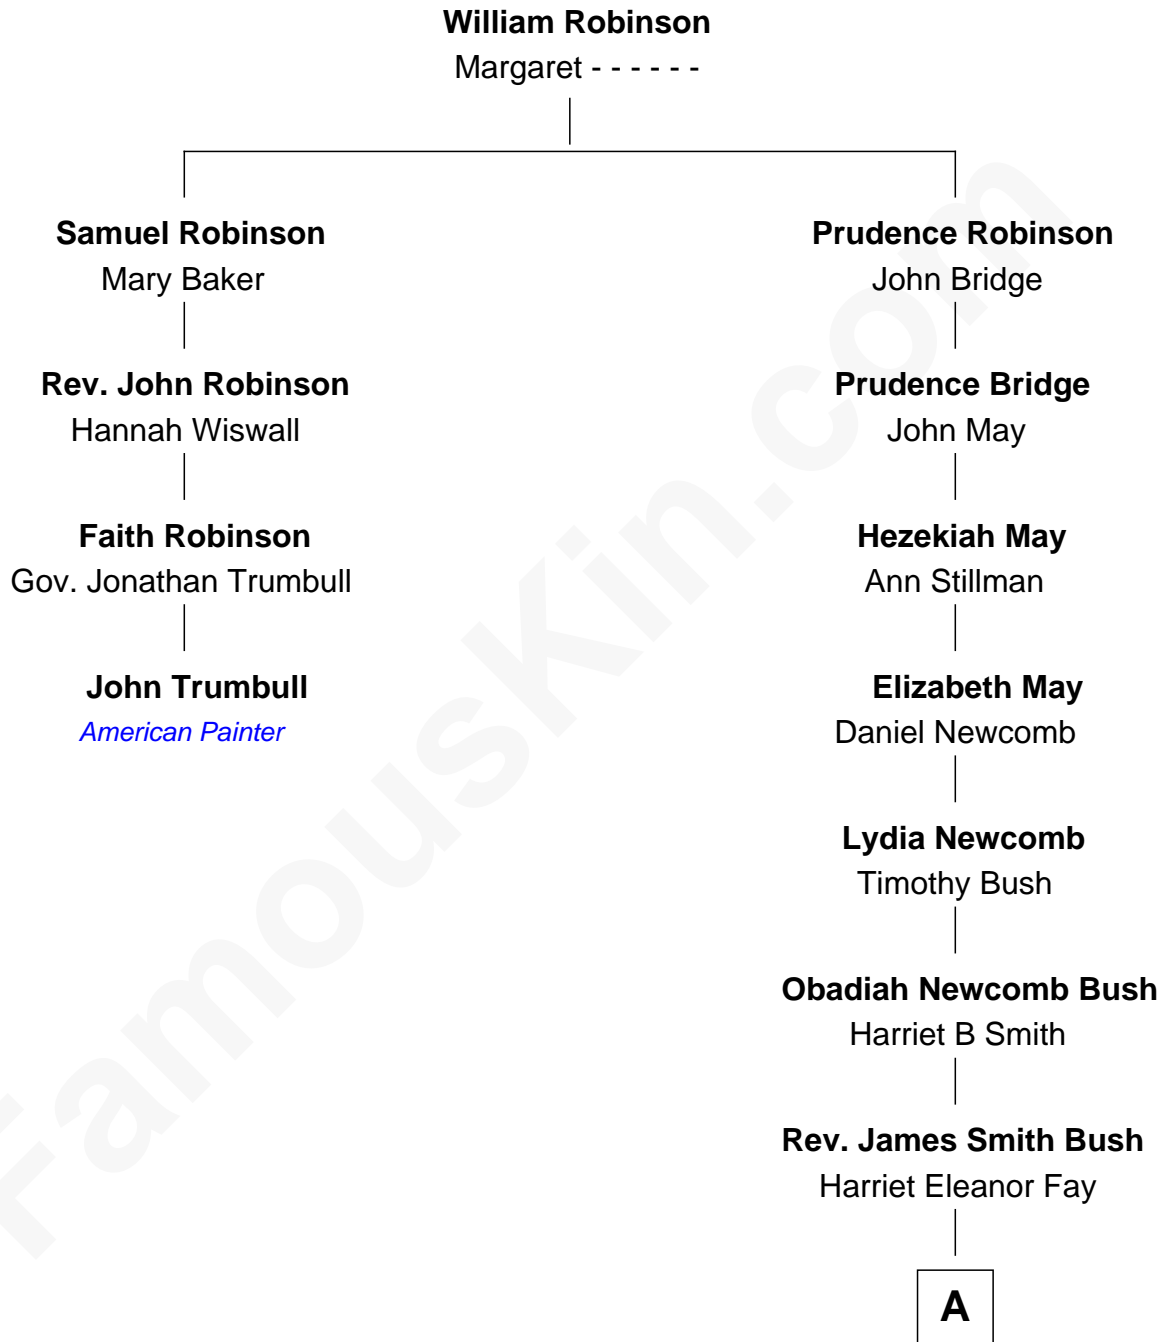 William Robinson
Margaret - - - - - -
Samuel Robinson
Mary Baker
Prudence Robinson
John Bridge
Rev. John Robinson
Hannah Wiswall
Prudence Bridge
John May
Faith Robinson
Gov. Jonathan Trumbull
Hezekiah May
Ann Stillman
John Trumbull
American Painter
Elizabeth May
Daniel Newcomb
Lydia Newcomb
Timothy Bush
Obadiah Newcomb Bush
Harriet B Smith
Rev. James Smith Bush
Harriet Eleanor Fay
A
FamousKin.com